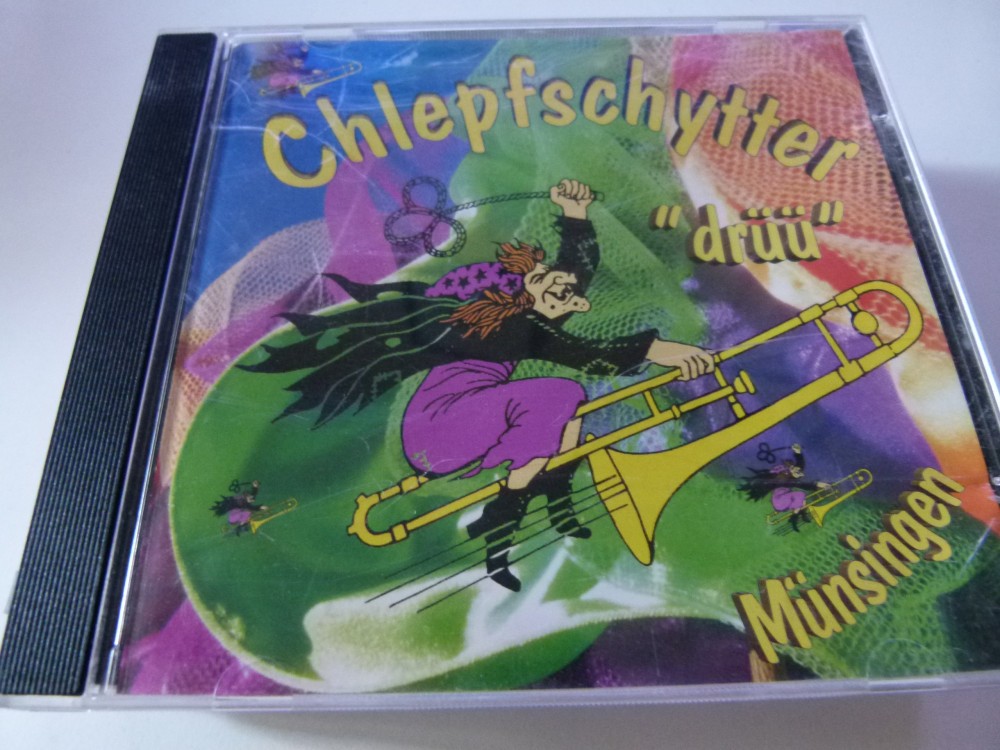 Chlepfschytter
"drüü"
Münsingen